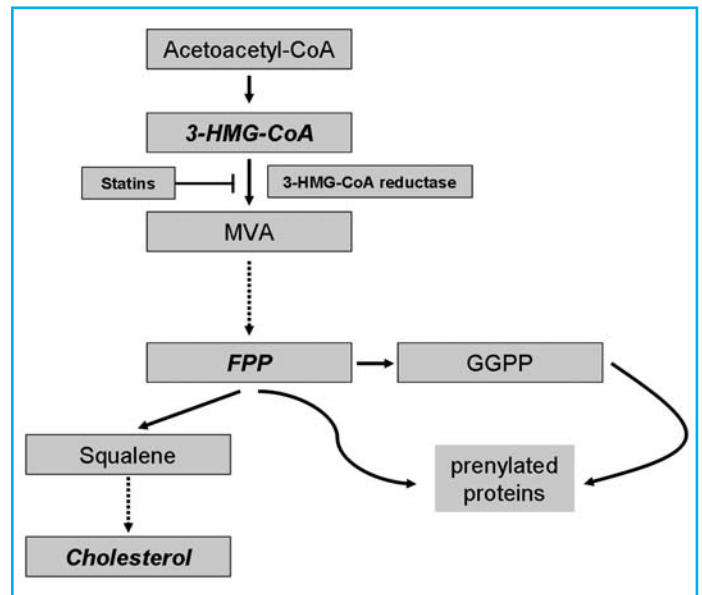 Acetoacetyl-CoA
3-HMG-CoA
Statins
3-HMG-CoA reductase
MVA
FPP
GGPP
Squalene
prenylated
proteins
Cholesterol